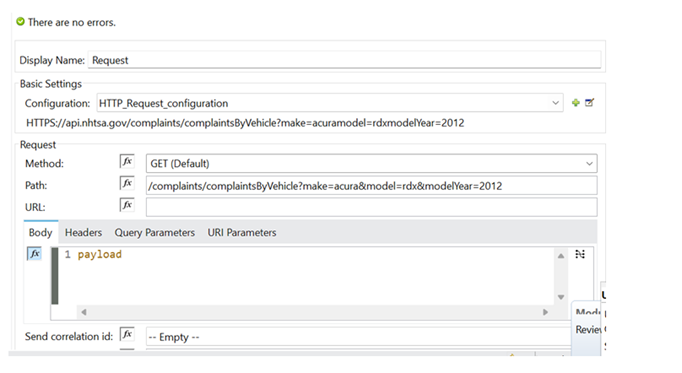 There are no errors.
Display Name: Request
Basic Settings
Configuration: HTTP_Request_configuration
HTTPS://api.nhtsa.gov/complaints/complaintsByVehicle?make=acuramodel=rdxmodelYear=2012
Request
Method: fx GET (Default)
Path: fx /complaints/complaintsByVehicle?make=acura&model=rdx&modelYear=2012
URL: fx
Body Headers Query Parameters URI Parameters
fx 1 payload
Send correlation id: fx -- Empty --